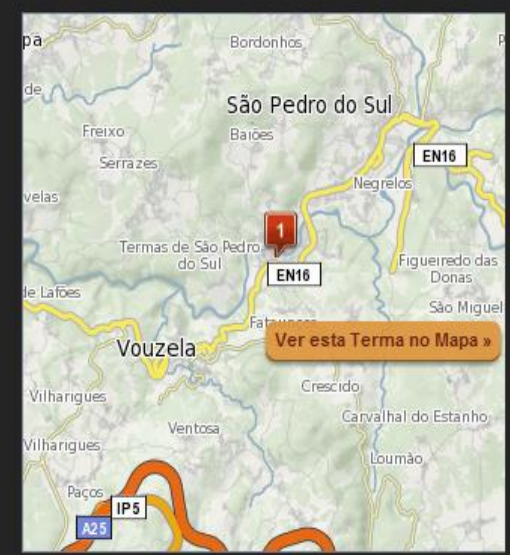 pa
Bordonhos
de
São Pedro do Sul
Freixo
Baiões
EN16
Serrazes
Negrelos
velas
1
Termas de São Pedro
do Sul
Figueiredo das
Donas
EN16
de Lafões
São Miguel
Ver esta Terma no Mapa »
Vouzela
Crescido
Vilharigues
Carvalhal do Estanho
Ventosa
Vilharigues
Loumão
Paços
IP5
A25